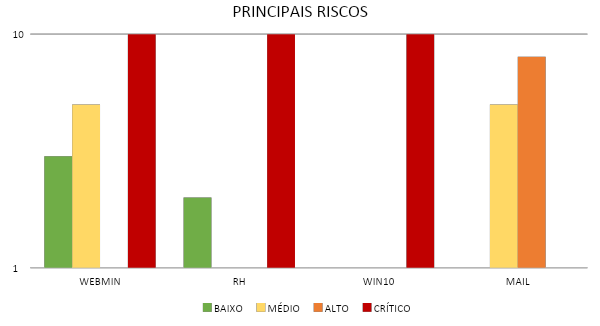 PRINCIPAIS RISCOS
10
1
WEBMIN RH WIN10 MAIL
BAIXO MÉDIO ALTO CRÍTICO